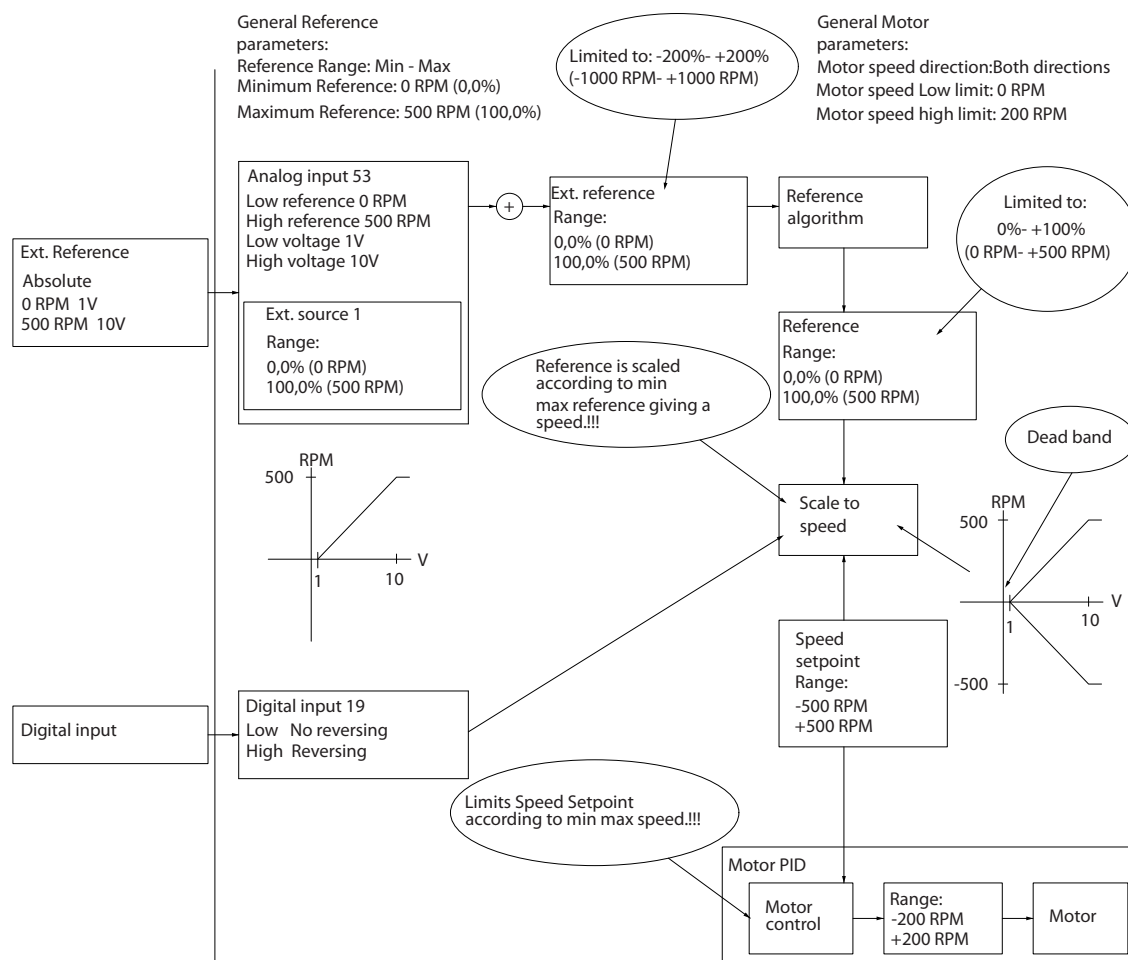 General Reference
parameters:
Reference Range: Min - Max
Minimum Reference: 0 RPM (0,0%)
Maximum Reference: 500 RPM (100,0%)
Limited to: -200%- +200%
(-1000 RPM- +1000 RPM)
General Motor
parameters:
Motor speed direction:Both directions
Motor speed Low limit: 0 RPM
Motor speed high limit: 200 RPM
Ext. Reference
Absolute
0 RPM 1V
500 RPM 10V
Analog input 53
Low reference 0 RPM
High reference 500 RPM
Low voltage 1V
High voltage 10V
Ext. source 1
Range:
0,0% (0 RPM)
100,0% (500 RPM)
+
Ext. reference
Range:
0,0% (0 RPM)
100,0% (500 RPM)
Reference
algorithm
Limited to:
0%- +100%
(0 RPM- +500 RPM)
Reference
Range:
0,0% (0 RPM)
100,0% (500 RPM)
Reference is scaled
according to min
max reference giving a
speed.!!!
Dead band
RPM
500
V
1
10
Scale to
speed
RPM
500
V
1
10
-500
Speed
setpoint
Range:
-500 RPM
+500 RPM
Digital input
Digital input 19
Low No reversing
High Reversing
Limits Speed Setpoint
according to min max speed.!!!
Motor PID
Motor
control
Range:
-200 RPM
+200 RPM
Motor